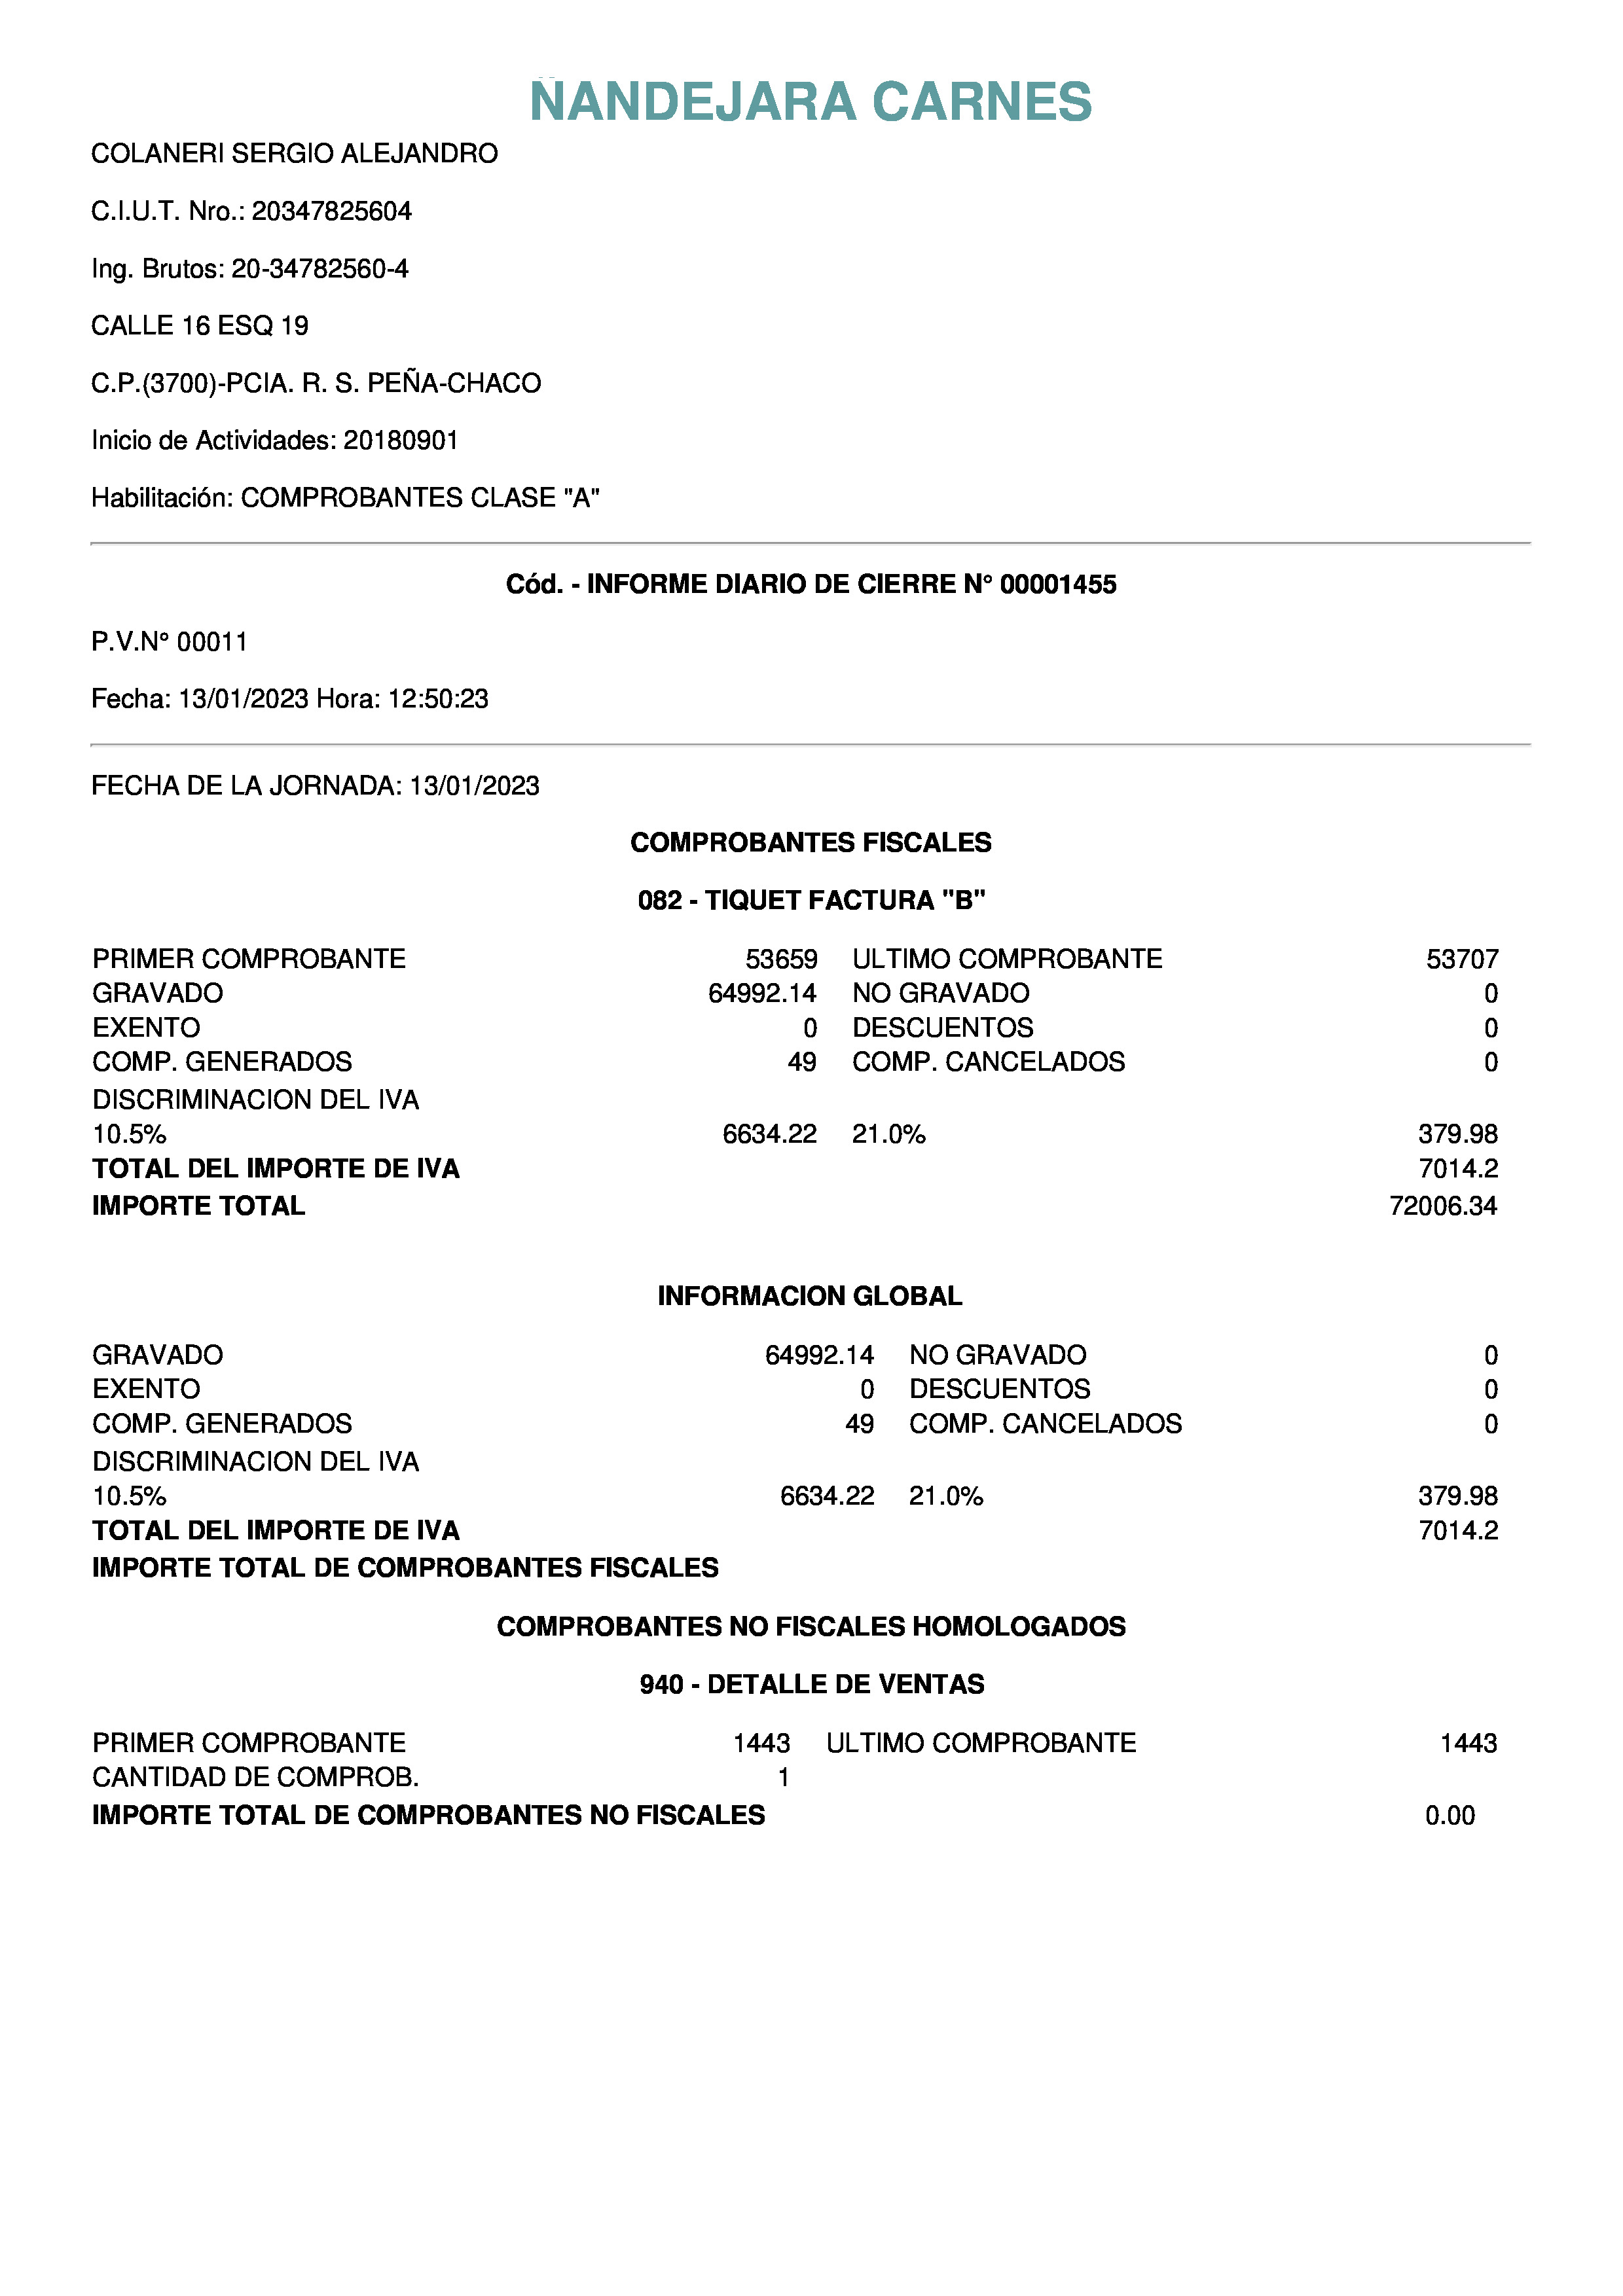 ÑANDEJARA CARNES
COLANERI SERGIO ALEJANDRO
C.I.U.T. Nro.: 20347825604
Ing. Brutos: 20-34782560-4
CALLE 16 ESQ 19
C.P.(3700)-PCIA. R. S. PEÑA-CHACO
Inicio de Actividades: 20180901
Habilitación: COMPROBANTES CLASE "A"
Cód. - INFORME DIARIO DE CIERRE N° 00001455
P.V.N° 00011
Fecha: 13/01/2023 Hora: 12:50:23
FECHA DE LA JORNADA: 13/01/2023
COMPROBANTES FISCALES
082 - TIQUET FACTURA "B"
PRIMER COMPROBANTE 53659 ULTIMO COMPROBANTE 53707
GRAVADO 64992.14 NO GRAVADO 0
EXENTO 0 DESCUENTOS 0
COMP. GENERADOS 49 COMP. CANCELADOS 0
DISCRIMINACION DEL IVA
10.5% 6634.22 21.0% 379.98
TOTAL DEL IMPORTE DE IVA 7014.2
IMPORTE TOTAL 72006.34
INFORMACION GLOBAL
GRAVADO 64992.14 NO GRAVADO 0
EXENTO 0 DESCUENTOS 0
COMP. GENERADOS 49 COMP. CANCELADOS 0
DISCRIMINACION DEL IVA
10.5% 6634.22 21.0% 379.98
TOTAL DEL IMPORTE DE IVA 7014.2
IMPORTE TOTAL DE COMPROBANTES FISCALES
COMPROBANTES NO FISCALES HOMOLOGADOS
940 - DETALLE DE VENTAS
PRIMER COMPROBANTE 1443 ULTIMO COMPROBANTE 1443
CANTIDAD DE COMPROB. 1
IMPORTE TOTAL DE COMPROBANTES NO FISCALES 0.00